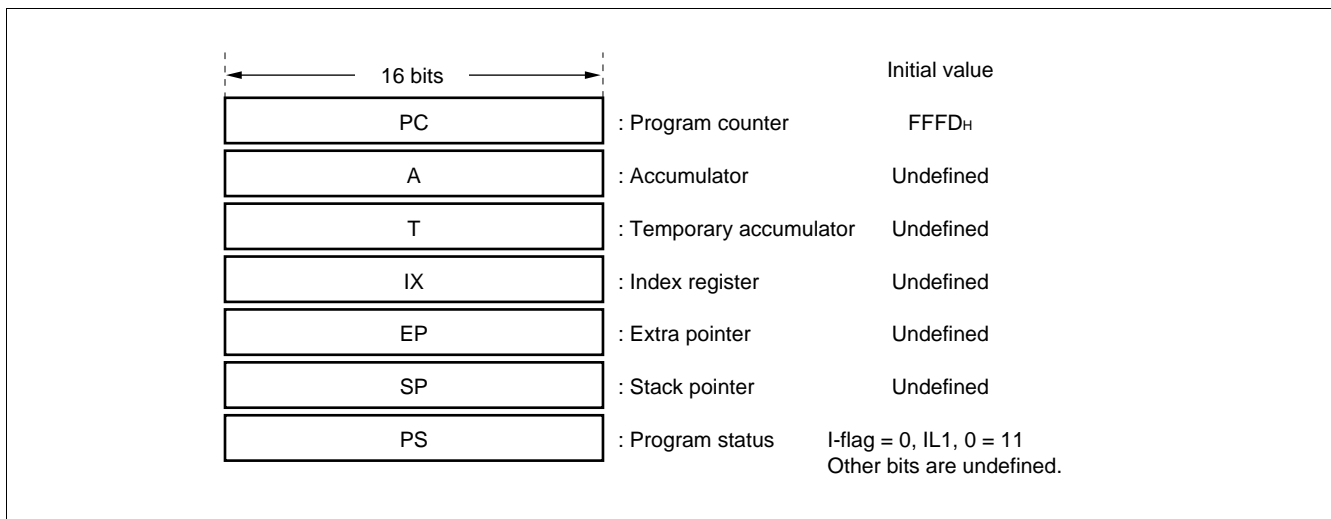 16 bits Initial value
PC : Program counter FFFDH
A : Accumulator Undefined
T : Temporary accumulator Undefined
IX : Index register Undefined
EP : Extra pointer Undefined
SP : Stack pointer Undefined
PS : Program status I-flag = 0, IL1, 0 = 11
Other bits are undefined.